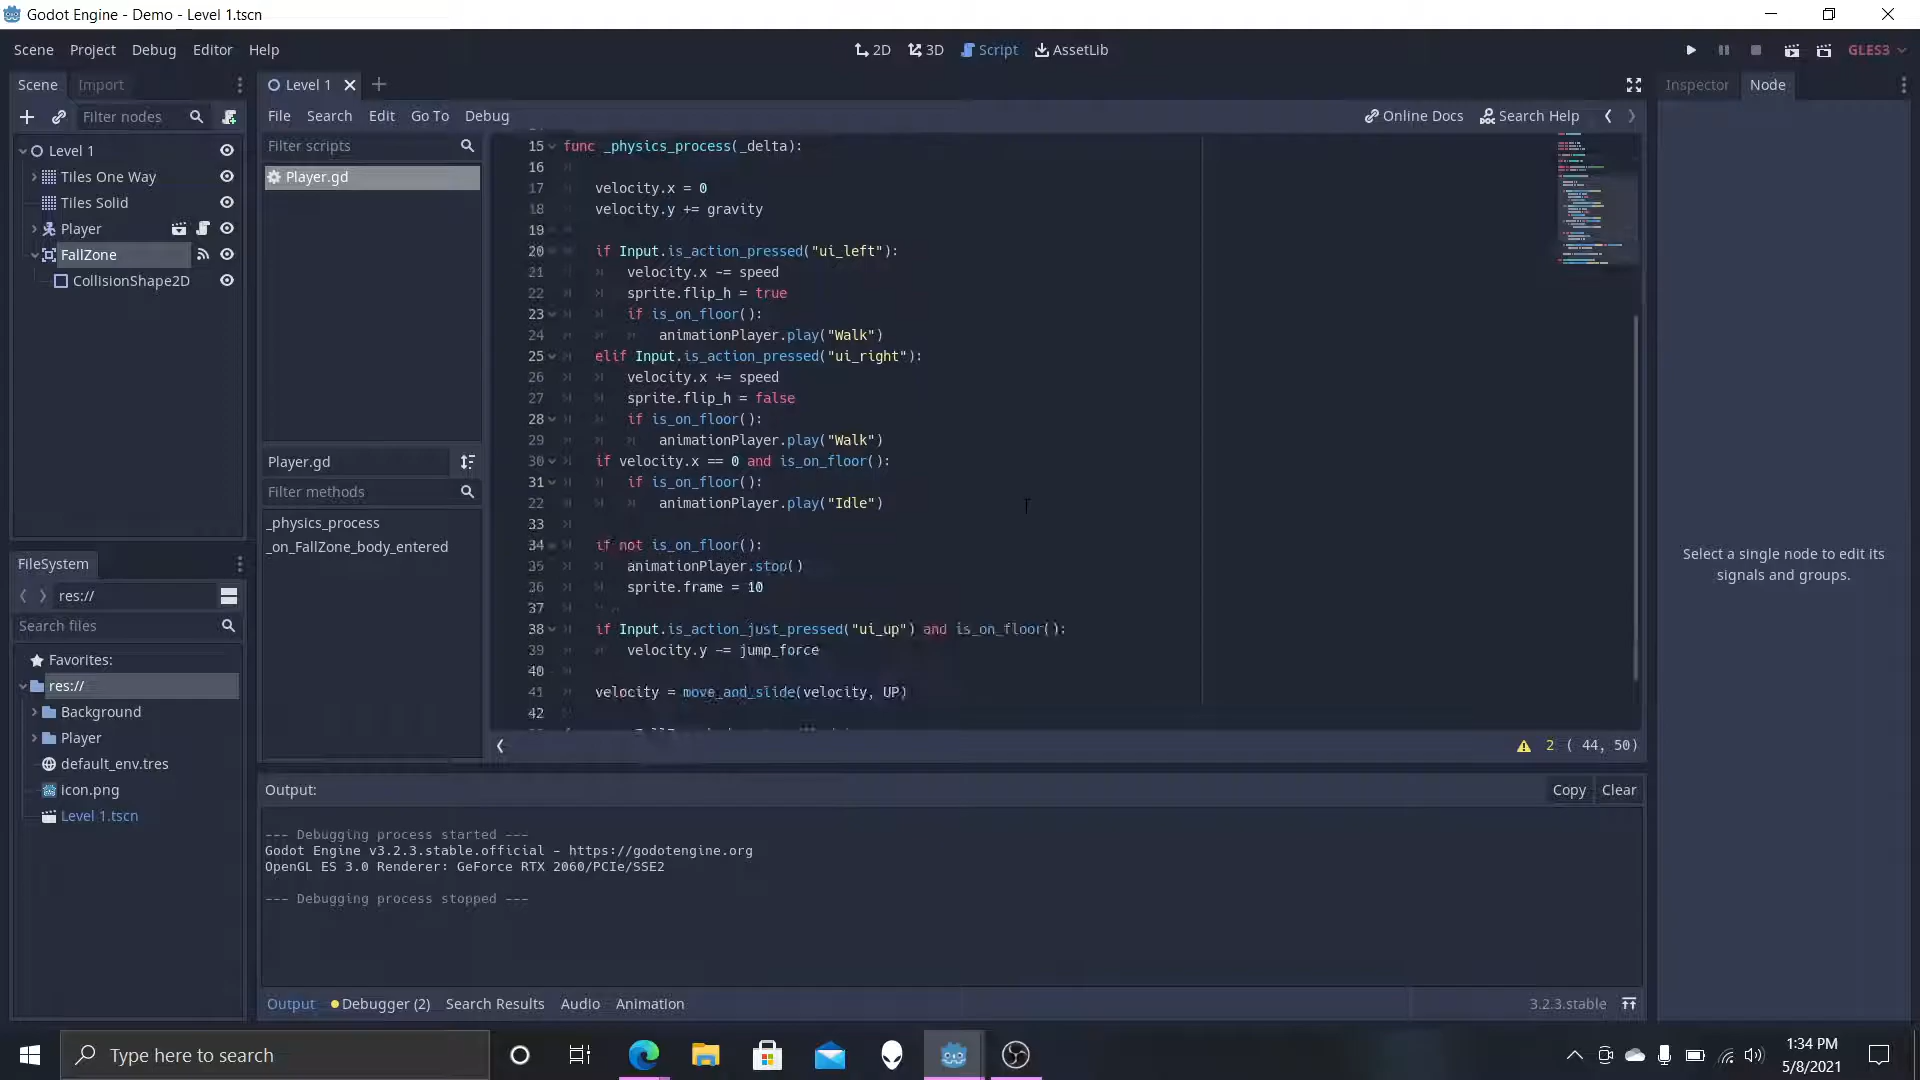 Godot Engine - Demo - Level 1.tscn
Scene Project Debug Editor Help
2D 3D Script AssetLib
GLES3
Scene Import
Level 1
Inspector Node
Filter nodes
File Search Edit Go To Debug
Online Docs Search Help
Level 1
Tiles One Way
Tiles Solid
Player
FallZone
CollisionShape2D
Filter scripts
Player.gd
Player.gd
Filter methods
_physics_process
_on_FallZone_body_entered
15 func _physics_process(_delta):
16
17 velocity.x = 0
18 velocity.y += gravity
19
20 if Input.is_action_pressed("ui_left"):
21 velocity.x -= speed
22 sprite.flip_h = true
23 if is_on_floor():
24 animationPlayer.play("Walk")
25 elif Input.is_action_pressed("ui_right"):
26 velocity.x += speed
27 sprite.flip_h = false
28 if is_on_floor():
29 animationPlayer.play("Walk")
30 if velocity.x == 0 and is_on_floor():
31 if is_on_floor():
animationPlayer.play("Idle")
33
34 if not is_on_floor():
animationPlayer.stop()
sprite.frame = 10
37
38 if Input.is_action_just_pressed("ui_up") and is_on_floor():
39 velocity.y -= jump_force
40
41 velocity = move_and_slide(velocity, UP)
42
2 ( 44, 50)
FileSystem
res://
Search files
Favorites:
res://
Background
Player
default_env.tres
icon.png
Level 1.tscn
Select a single node to edit its
signals and groups.
Output:
Copy Clear
--- Debugging process started ---
Godot Engine v3.2.3.stable.official - https://godotengine.org
OpenGL ES 3.0 Renderer: GeForce RTX 2060/PCIe/SSE2
--- Debugging process stopped ---
Output Debugger (2) Search Results Audio Animation
3.2.3.stable
Type here to search
1:34 PM
5/8/2021